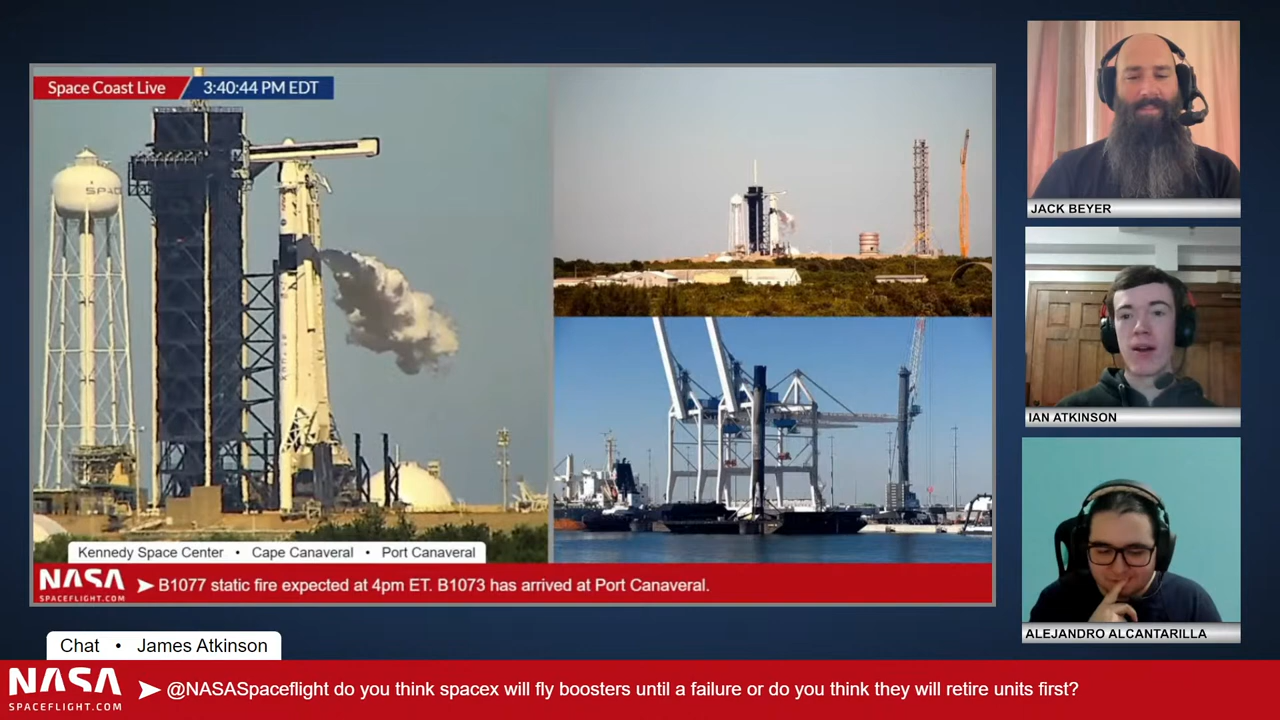 Space Coast Live
3:40:44 PM EDT
SPAC
Kennedy Space Center • Cape Canaveral • Port Canaveral
NASA
SPACEFLIGHT.COM
B1077 static fire expected at 4pm ET. B1073 has arrived at Port Canaveral.
JACK BEYER
IAN ATKINSON
ALEJANDRO ALCANTARILLA
Chat • James Atkinson
NASA
SPACEFLIGHT.COM
@NASASpaceflight do you think spacex will fly boosters until a failure or do you think they will retire units first?